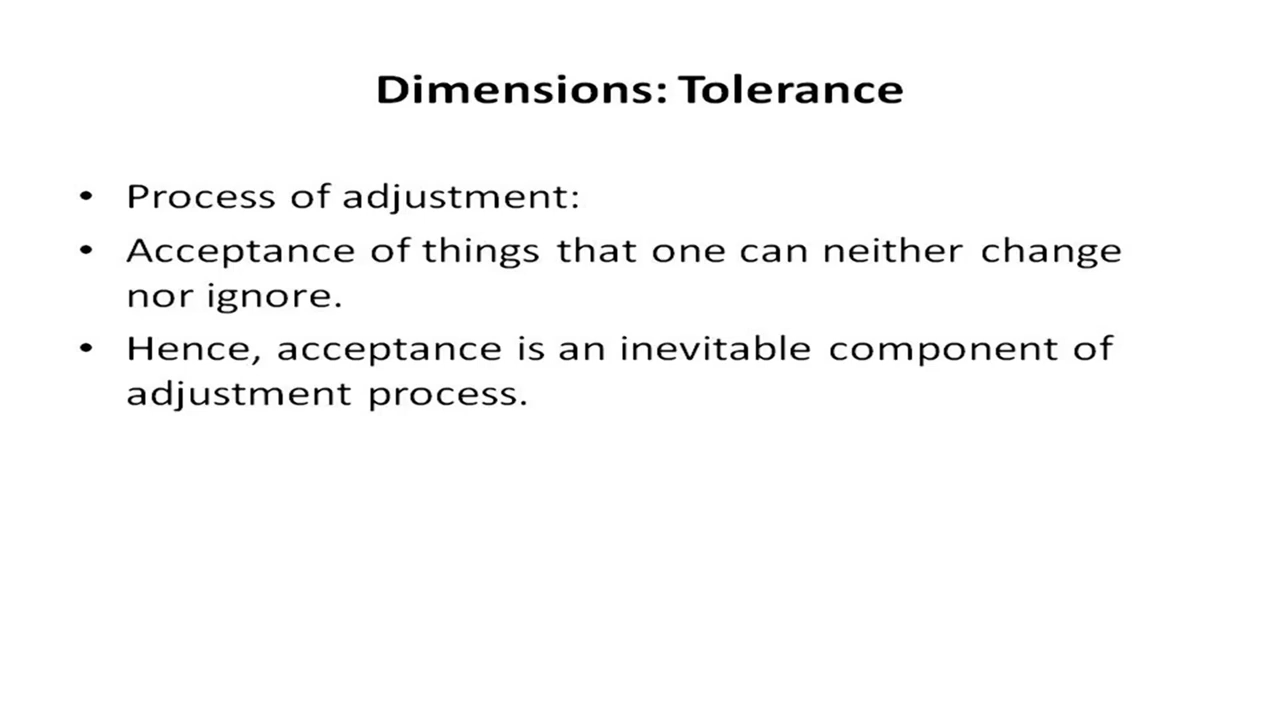 Dimensions: Tolerance
• Process of adjustment:
• Acceptance of things that one can neither change
nor ignore.
• Hence, acceptance is an inevitable component of
adjustment process.